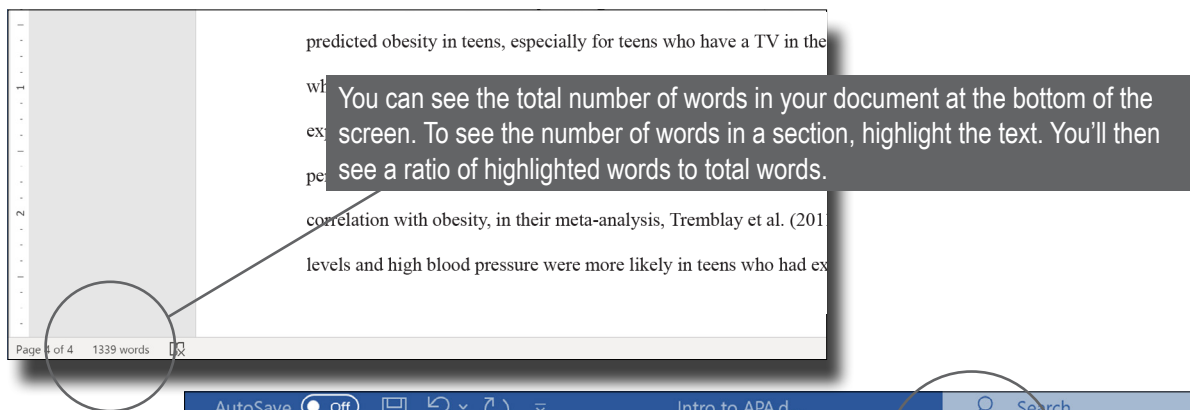 predicted obesity in teens, especially for teens who have a TV in the
You can see the total number of words in your document at the bottom of the
screen. To see the number of words in a section, highlight the text. You'll then
see a ratio of highlighted words to total words.
correlation with obesity, in their meta-analysis, Tremblay et al. (201
levels and high blood pressure were more likely in teens who had ex
1
2
Page 4 of 4 1339 words
AutoSave Off Intro to APA.d Search